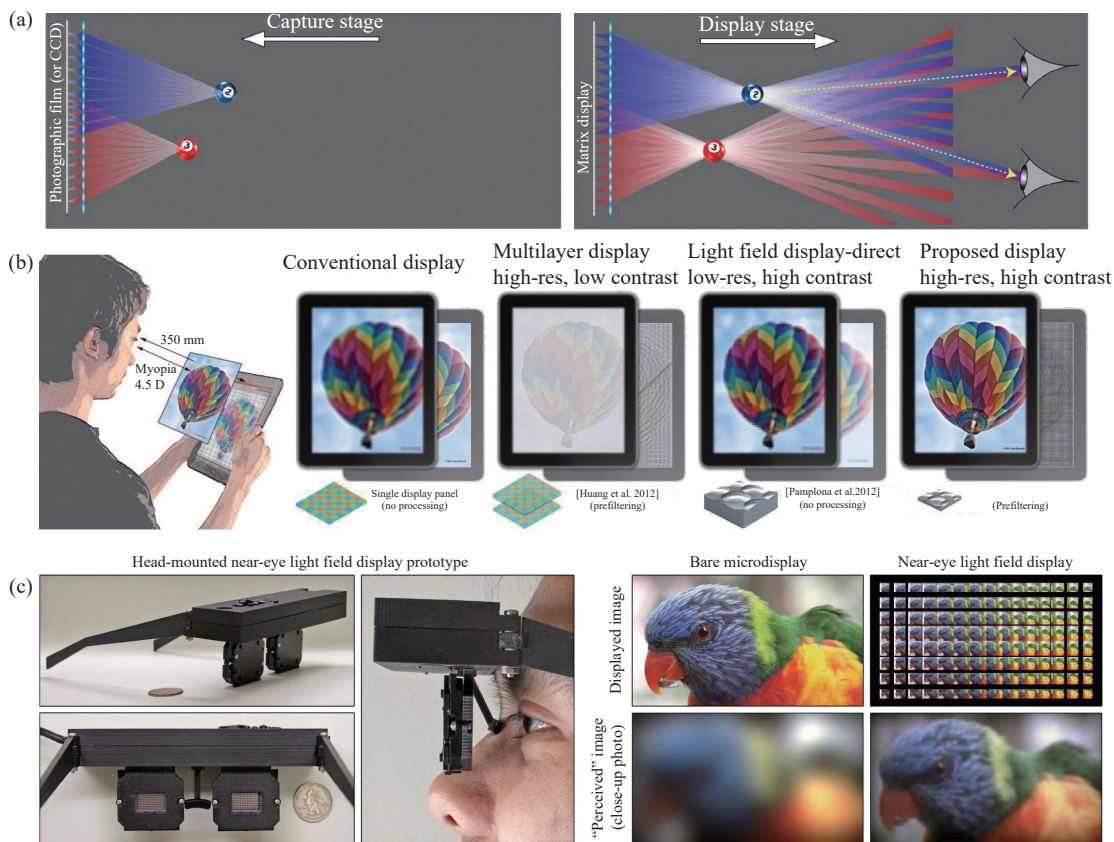 (a)
Capture stage
Photographic film (or CCD)
2
3
Display stage
Matrix display
2
3
(b)
350 mm
Myopia
4.5 D
Conventional display
Multilayer display
high-res, low contrast
Light field display-direct
low-res, high contrast
Proposed display
high-res, high contrast
Single display panel
(no processing)
[Huang et al. 2012]
(prefiltering)
[Pamplona et al.2012]
(no processing)
(Prefiltering)
(c)
Head-mounted near-eye light field display prototype
Bare microdisplay
Near-eye light field display
Displayed image
"Perceived" image
(close-up photo)